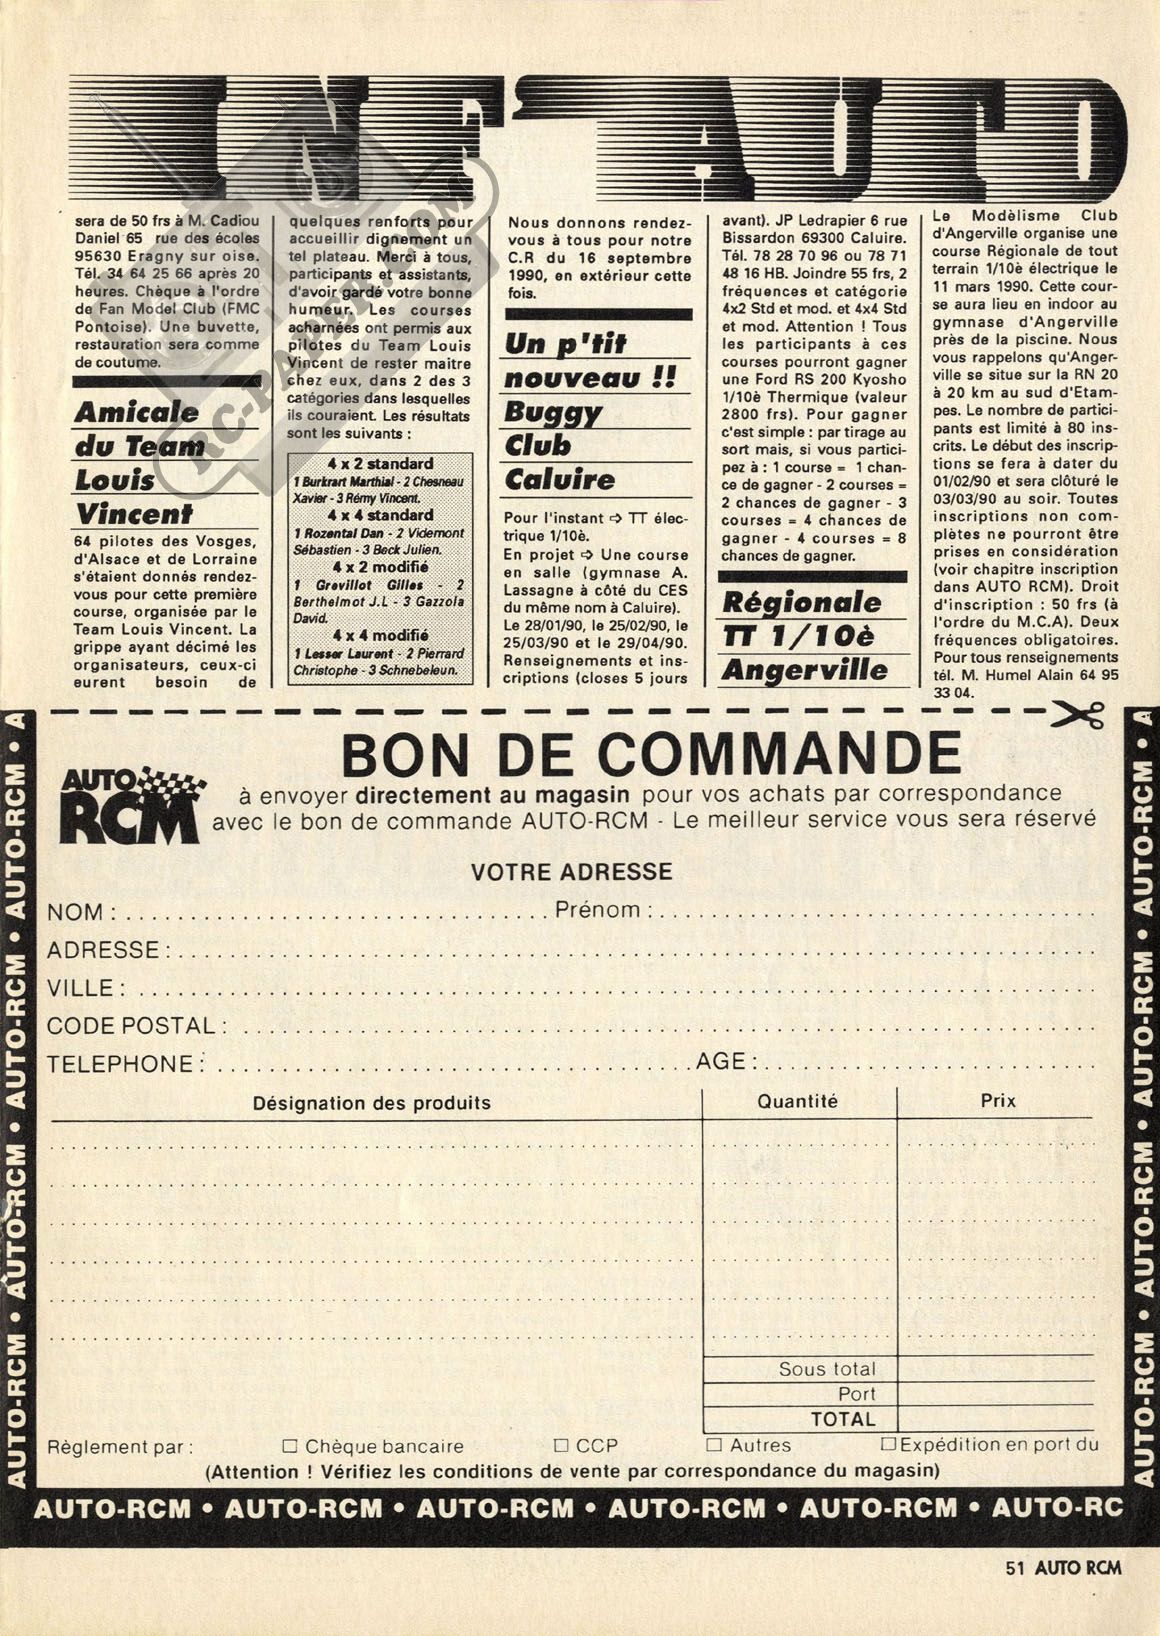 INF'AUTO
sera de 50 frs à M. Cadiou
Daniel 65 rue des écoles
95630 Eragny sur oise.
Tél. 34 64 25 66 après 20
heures. Chèque à l'ordre
de Fan Model Club (FMC
Pontoise). Une buvette,
restauration sera comme
de coutume.
Amicale
du Team
Louis
Vincent
64 pilotes des Vosges,
d'Alsace et de Lorraine
s'étaient donnés rendez-
vous pour cette première
course, organisée par le
Team Louis Vincent. La
grippe ayant décimé les
organisateurs, ceux-ci
eurent besoin de
quelques renforts pour
accueillir dignement un
tel plateau. Merci à tous,
participants et assistants,
d'avoir gardé votre bonne
humeur. Les courses
acharnées ont permis aux
pilotes du Team Louis
Vincent de rester maitre
chez eux, dans 2 des 3
catégories dans lesquelles
ils couraient. Les résultats
sont les suivants :
4 x 2 standard
1 Burkrart Marthial - 2 Chesneau
Xavier - 3 Rémy Vincent.
4 x 4 standard
1 Rozental Dan - 2 Videmont
Sébastien - 3 Beck Julien.
4 x 2 modifié
1 Grevillot Gilles - 2
Berthelmot J.L - 3 Gazzola
David.
4 x 4 modifié
1 Lesser Laurent - 2 Pierrard
Christophe - 3 Schnebeleun.
Nous donnons rendez-
vous à tous pour notre
C.R du 16 septembre
1990, en extérieur cette
fois.
Un p'tit
nouveau !!
Buggy
Club
Caluire
Pour l'instant ➩ TT élec-
trique 1/10è.
En projet ➩ Une course
en salle (gymnase A.
Lassagne à côté du CES
du même nom à Caluire).
Le 28/01/90, le 25/02/90, le
25/03/90 et le 29/04/90.
Renseignements et ins-
criptions (closes 5 jours
avant). JP Ledrapier 6 rue
Bissardon 69300 Caluire.
Tél. 78 28 70 96 ou 78 71
48 16 HB. Joindre 55 frs, 2
fréquences et catégorie
4x2 Std et mod. et 4x4 Std
et mod. Attention ! Tous
les participants à ces
courses pourront gagner
une Ford RS 200 Kyosho
1/10è Thermique (valeur
2800 frs). Pour gagner
c'est simple : par tirage au
sort mais, si vous partici-
pez à : 1 course = 1 chan-
ce de gagner - 2 courses =
2 chances de gagner - 3
courses = 4 chances de
gagner - 4 courses = 8
chances de gagner.
Régionale
TT 1/10è
Angerville
Le Modèlisme Club
d'Angerville organise une
course Régionale de tout
terrain 1/10è électrique le
11 mars 1990. Cette cour-
se aura lieu en indoor au
gymnase d'Angerville
près de la piscine. Nous
vous rappelons qu'Anger-
ville se situe sur la RN 20
à 20 km au sud d'Etam-
pes. Le nombre de partici-
pants est limité à 80 ins-
crits. Le début des inscrip-
tions se fera à dater du
01/02/90 et sera clôturé le
03/03/90 au soir. Toutes
inscriptions non com-
plètes ne pourront être
prises en considération
(voir chapitre inscription
dans AUTO RCM). Droit
d'inscription : 50 frs (à
l'ordre du M.C.A). Deux
fréquences obligatoires.
Pour tous renseignements
tél. M. Humel Alain 64 95
33 04.
RC-PAPER.COM
AUTO
RCM
BON DE COMMANDE
à envoyer directement au magasin pour vos achats par correspondance
avec le bon de commande AUTO-RCM - Le meilleur service vous sera réservé
VOTRE ADRESSE
NOM : Prénom :
ADRESSE :
VILLE :
CODE POSTAL :
TELEPHONE : AGE :
Désignation des produits Quantité Prix
Sous total
Port
TOTAL
Règlement par : □ Chèque bancaire □ CCP □ Autres □ Expédition en port du
(Attention ! Vérifiez les conditions de vente par correspondance du magasin)
AUTO-RCM • AUTO-RCM • AUTO-RCM • AUTO-RCM • A
AUTO-RCM • AUTO-RCM • AUTO-RCM • AUTO-RCM • A
AUTO-RCM • AUTO-RCM • AUTO-RCM • AUTO-RCM • AUTO-RCM • AUTO-RC
51 AUTO RCM